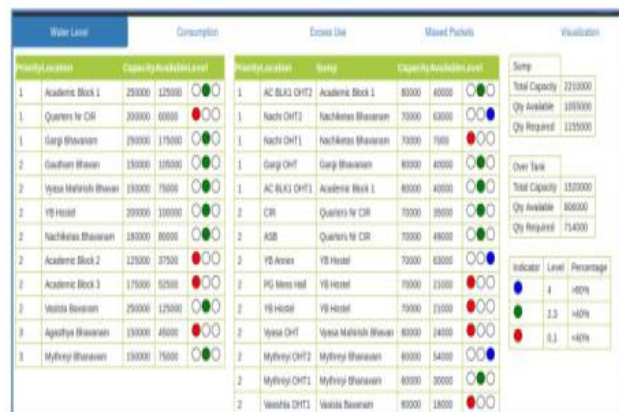 Water Level Consumption Excess Use Missed Packets Visualization
Priority Location Capacity Available Level
1 Academic Block 1 250000 125000
1 Quarters Nr CIR 200000 60000
1 Gargi Bhavanam 250000 175000
2 Gautham Bhavan 150000 105000
2 Vyasa Mahrishi Bhavan 150000 75000
2 YB Hostel 200000 100000
2 Nachiketas Bhavanam 160000 80000
2 Academic Block 2 125000 37500
2 Academic Block 3 175000 52500
2 Vasista Bavanam 250000 125000
3 Agasthya Bhavanam 150000 45000
3 Mythreyi Bhanavam 150000 75000
Priority Location Sump Capacity Available Level
1 AC BLK1 OHT2 Academic Block 1 80000 40000
1 Nachi OHT2 Nachiketas Bhavanam 70000 63000
1 Nachi OHT1 Nachiketas Bhavanam 70000 7000
1 Gargi OHT Gargi Bhavanam 80000 40000
1 AC BLK1 OHT1 Academic Block 1 80000 40000
2 CIR Quarters Nr CIR 70000 35000
2 ASB Quarters Nr CIR 70000 49000
2 YB Annex YB Hostel 70000 63000
2 PG Mens Hall YB Hostel 70000 21000
2 YB Hostel YB Hostel 70000 21000
2 Vyasa OHT Vyasa Mahrishi Bhavan 80000 24000
2 Mythreyi OHT2 Mythreyi Bhanavam 60000 54000
2 Mythreyi OHT1 Mythreyi Bhanavam 60000 30000
2 Vasishta OHT1 Vasista Bavanam 60000 18000
Sump
Total Capacity 2210000
Qty Available 1055000
Qty Required 1155000
Over Tank
Total Capacity 1520000
Qty Available 806000
Qty Required 714000
Indicator Level Percentage
4 >80%
2,3 >40%
0,1 <40%